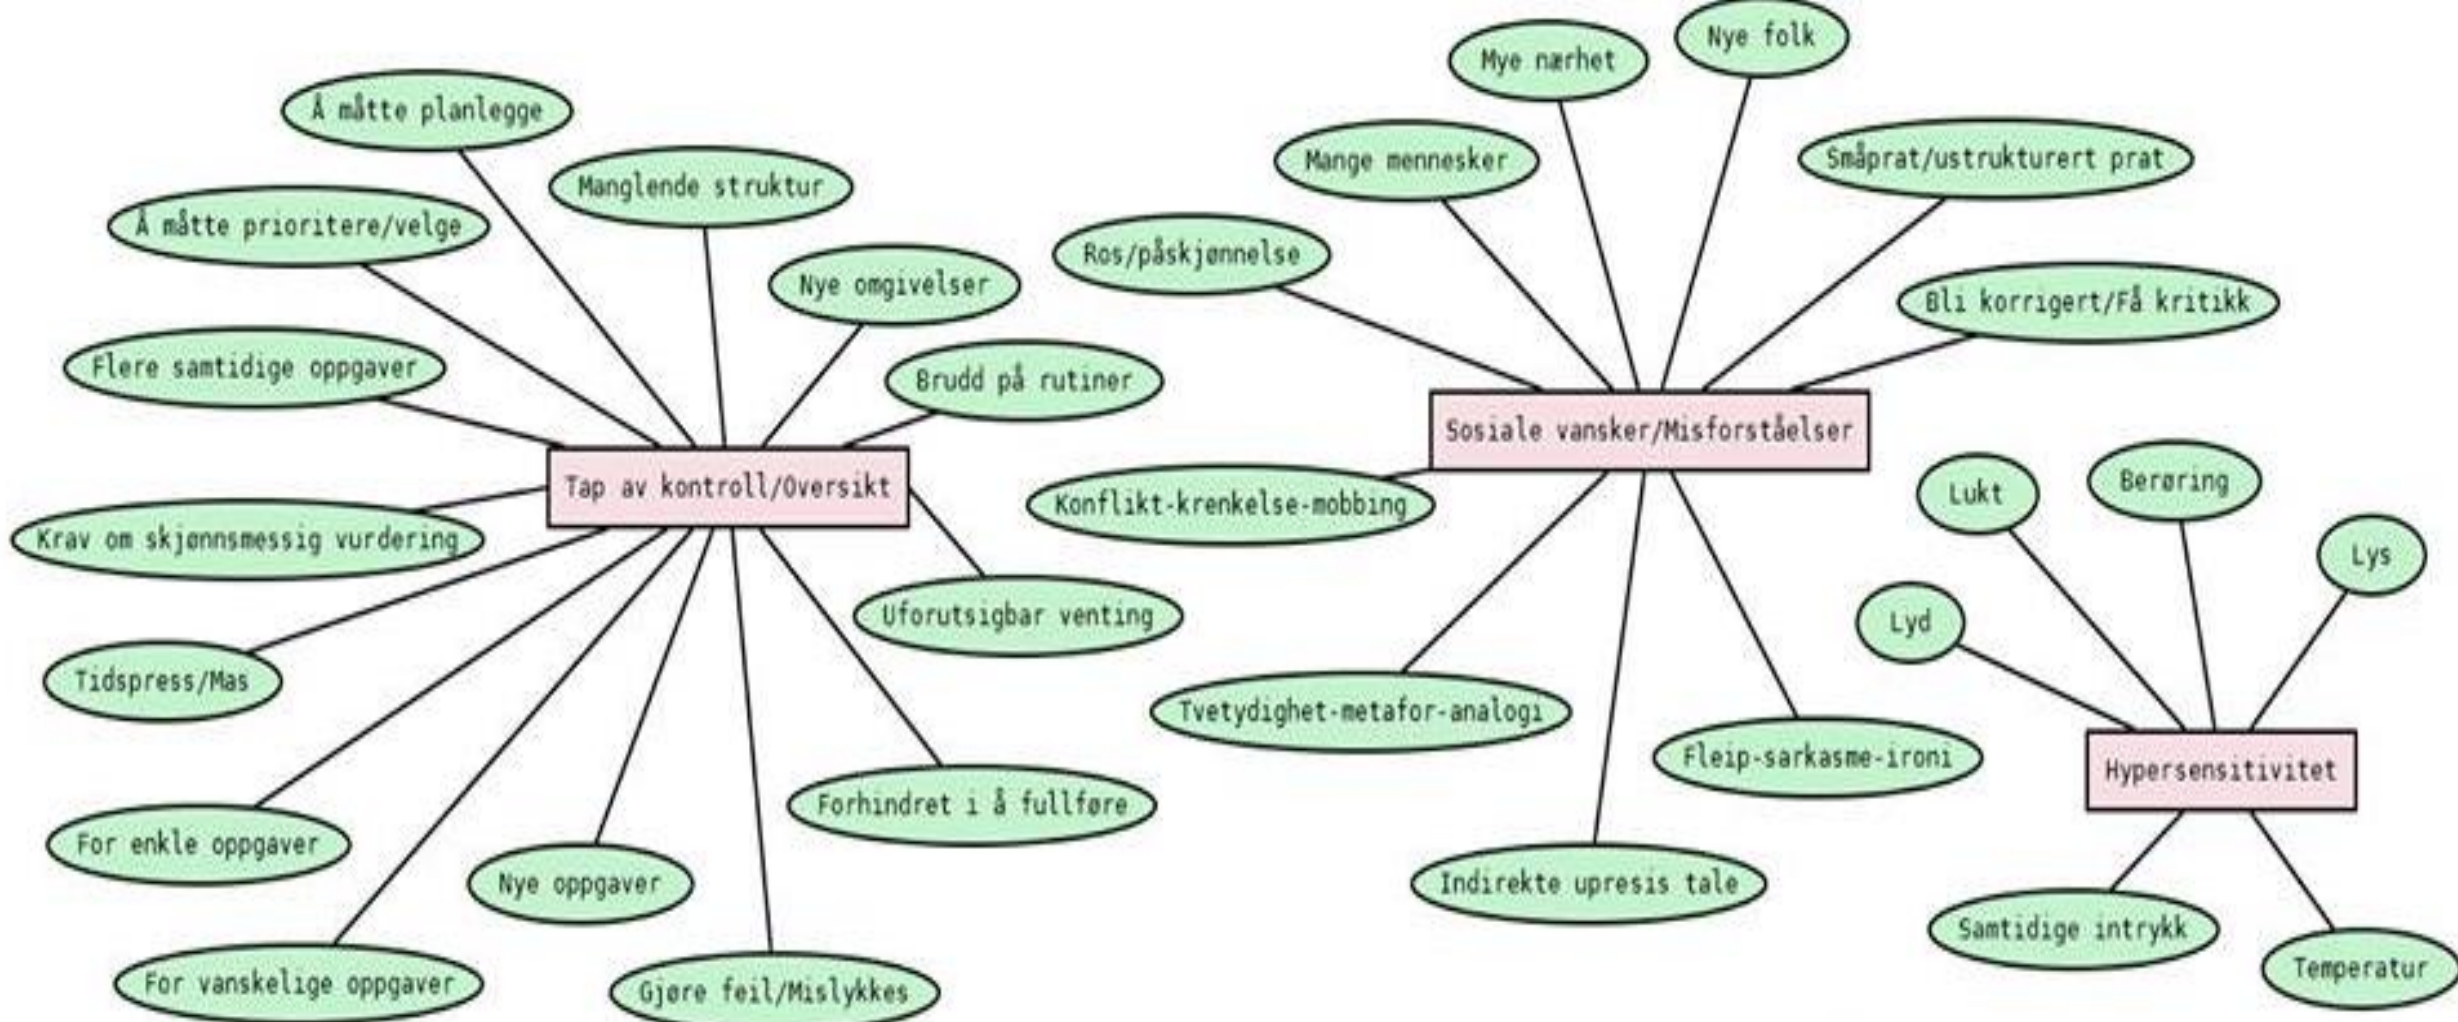 Nye folk
Mye nærhet
Å måtte planlegge
Småprat/ustrukturert prat
Mange mennesker
Manglende struktur
Å måtte prioritere/velge
Ros/påskjønnelse
Nye omgivelser
Bli korrigert/Få kritikk
Flere samtidige oppgaver
Brudd på rutiner
Sosiale vansker/Misforståelser
Tap av kontroll/Oversikt
Berøring
Lukt
Konflikt-krenkelse-mobbing
Krav om skjønnsmessig vurdering
Lys
Uforutsigbar venting
Lyd
Tidspress/Mas
Tvetydighet-metafor-analogi
Fleip-sarkasme-ironi
Hypersensitivitet
Forhindret i å fullføre
For enkle oppgaver
Nye oppgaver
Indirekte upresis tale
Samtidige intrykk
Temperatur
For vanskelige oppgaver
Gjøre feil/Mislykkes